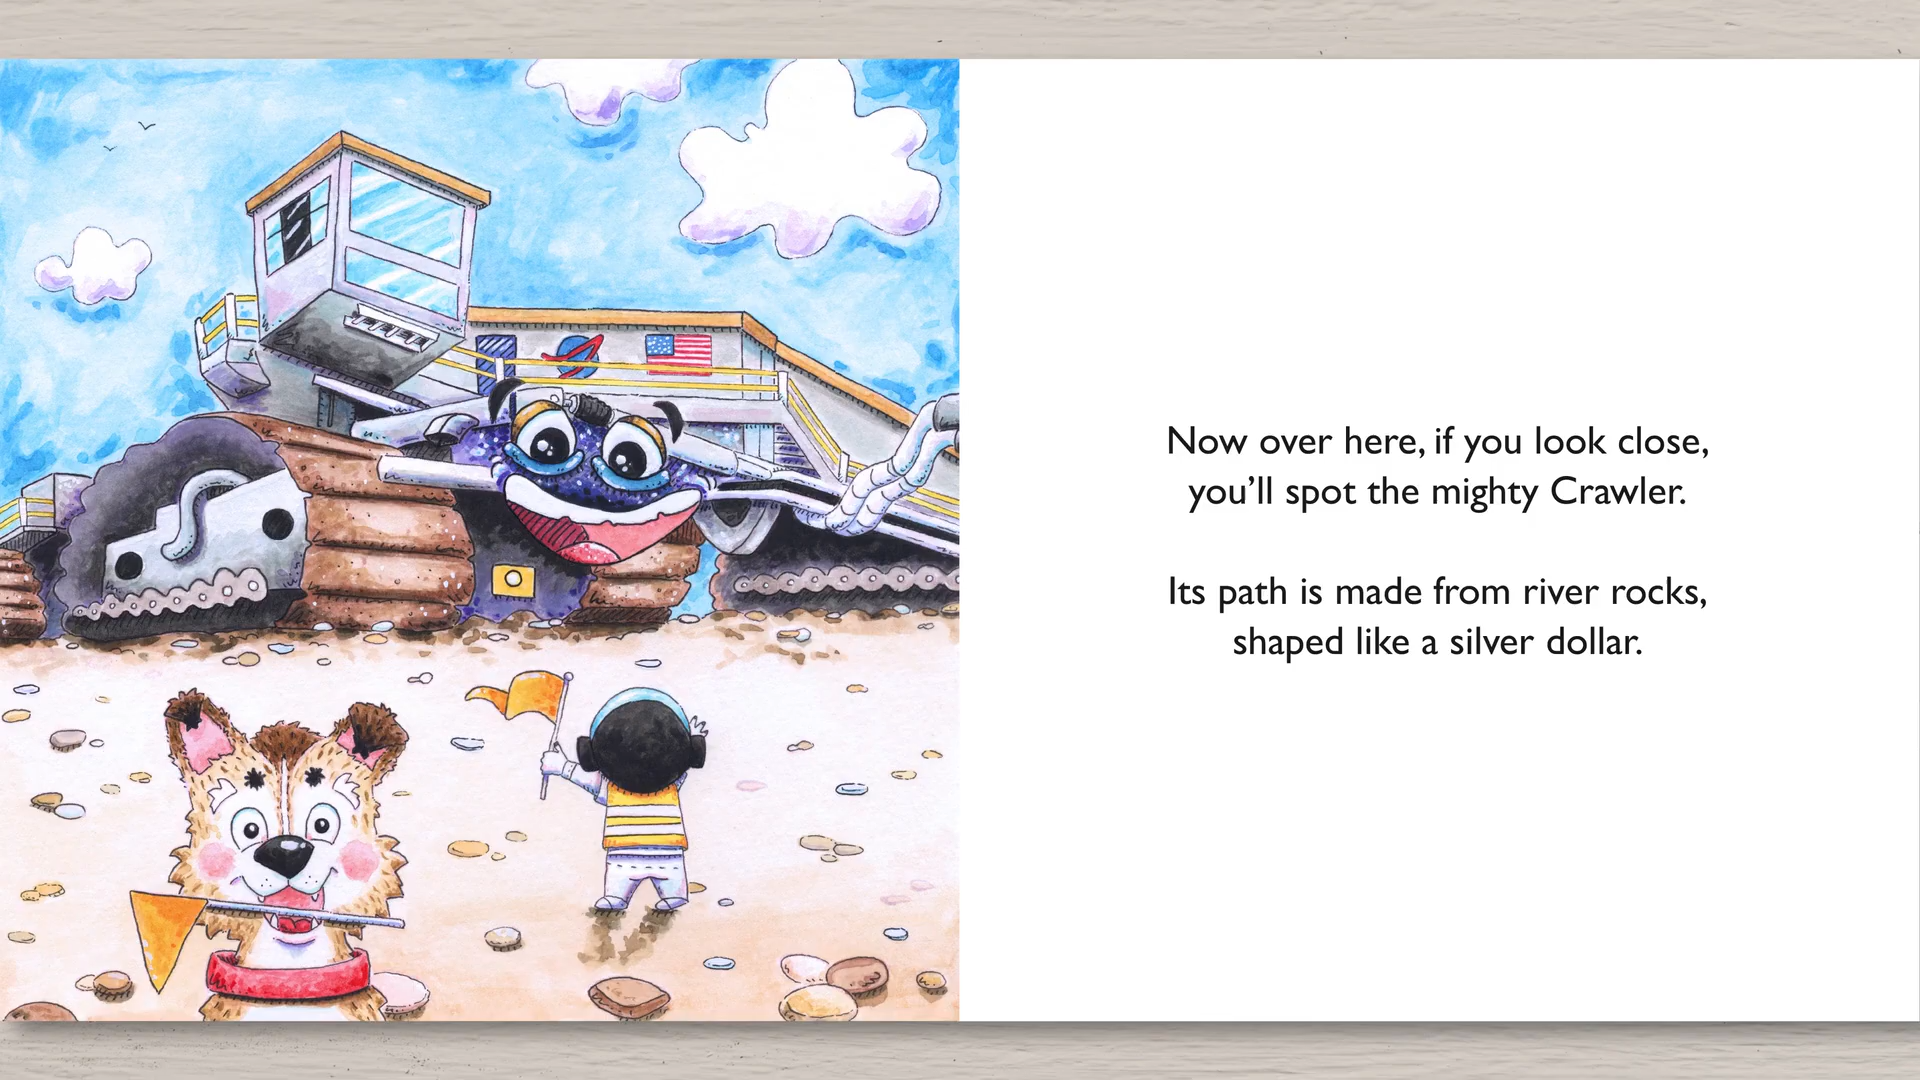 Now over here, if you look close,
you’ll spot the mighty Crawler.
Its path is made from river rocks,
shaped like a silver dollar.